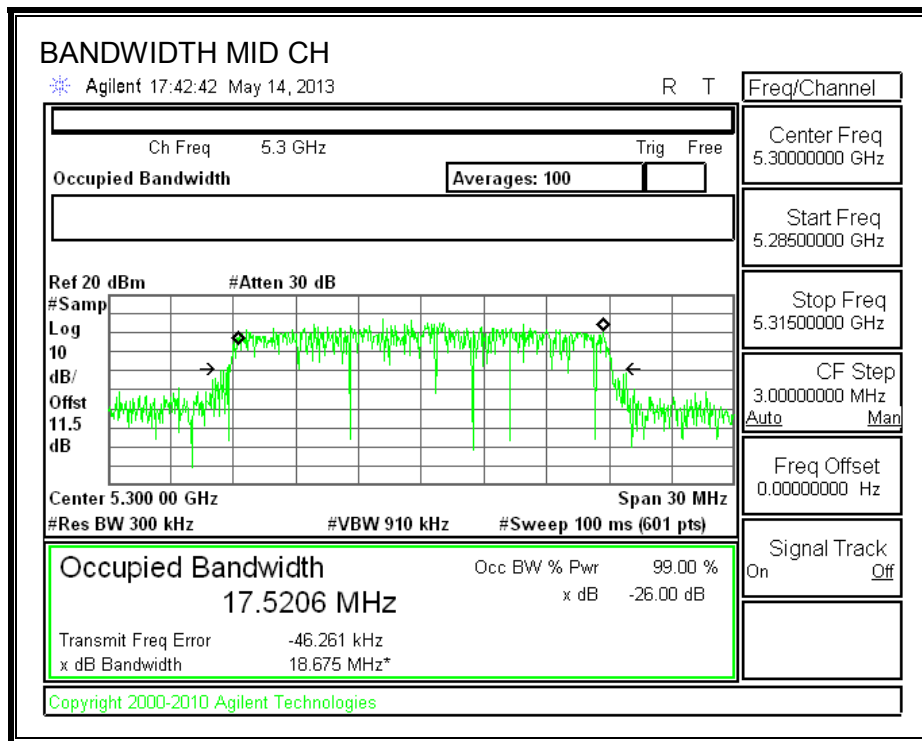 BANDWIDTH MID CH
Agilent 17:42:42 May 14, 2013 R T
Freq/Channel
Ch Freq 5.3 GHz Trig Free
Occupied Bandwidth Averages: 100
Center Freq
5.30000000 GHz
Start Freq
5.28500000 GHz
Stop Freq
5.31500000 GHz
CF Step
3.00000000 MHz
Auto Man
Freq Offset
0.00000000 Hz
Signal Track
On Off
Ref 20 dBm #Atten 30 dB
#Samp
Log
10
dB/
Offst
11.5
dB
Center 5.300 00 GHz Span 30 MHz
#Res BW 300 kHz #VBW 910 kHz #Sweep 100 ms (601 pts)
Occupied Bandwidth Occ BW % Pwr 99.00 %
17.5206 MHz x dB -26.00 dB
Transmit Freq Error -46.261 kHz
x dB Bandwidth 18.675 MHz*
Copyright 2000-2010 Agilent Technologies